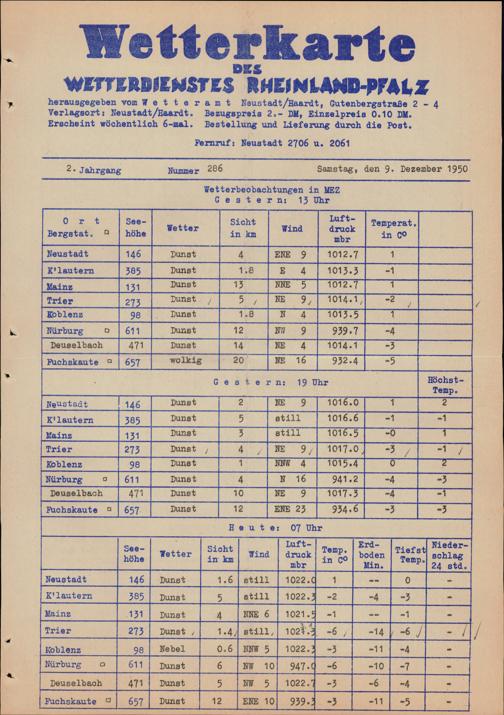 Wetterkarte
DES
WETTERDIENSTES RHEINLAND-PFALZ
herausgegeben vom Wetteramt Neustadt/Haardt, Gutenbergstraße 2 - 4
Verlagsort: Neustadt/Haardt. Bezugspreis 2.- DM, Einzelpreis 0.10 DM.
Erscheint wöchentlich 6-mal. Bestellung und Lieferung durch die Post.
Fernruf: Neustadt 2706 u. 2061
2. Jahrgang Nummer 286 Samstag, den 9. Dezember 1950
Wetterbeobachtungen in MEZ
Gestern: 13 Uhr
Ort Bergstat. ¤ See-höhe Wetter Sicht in km Wind Luft-druck mbr Temperat. in C°
Neustadt 146 Dunst 4 ENE 9 1012.7 1
K'lautern 385 Dunst 1.8 E 4 1013.3 -1
Mainz 131 Dunst 13 NNE 5 1012.7 1
Trier 273 Dunst 5 NE 9 1014.1 -2
Koblenz 98 Dunst 1.8 N 4 1013.5 1
Nürburg ¤ 611 Dunst 12 NW 9 939.7 -4
Deuselbach 471 Dunst 14 NE 4 1014.1 -3
Fuchskaute ¤ 657 wolkig 20 NE 16 932.4 -5
Gestern: 19 Uhr Höchst-Temp.
Neustadt 146 Dunst 2 NE 9 1016.0 1 2
K'lautern 385 Dunst 5 still 1016.6 -1 -1
Mainz 131 Dunst 3 still 1016.5 -0 1
Trier 273 Dunst 4 NE 9 1017.0 -3 -1
Koblenz 98 Dunst 1 NNW 4 1015.4 0 2
Nürburg ¤ 611 Dunst 4 N 16 941.2 -4 -3
Deuselbach 471 Dunst 10 NE 9 1017.3 -4 -1
Fuchskaute ¤ 657 Dunst 12 ENE 23 934.6 -3 -3
Heute: 07 Uhr
See-höhe Wetter Sicht in km Wind Luft-druck mbr Temp. in C° Erd-boden Min. Tiefst Temp. Nieder-schlag 24 std.
Neustadt 146 Dunst 1.6 still 1022.0 1 -- 0 -
K'lautern 385 Dunst 5 still 1022.3 -2 -4 -3 -
Mainz 131 Dunst 4 NNE 6 1021.5 -1 -- -1 -
Trier 273 Dunst 1.4 still -6 -14 -6 -
Koblenz 98 Nebel 0.6 NNW 5 1022.3 -3 -11 -4 -
Nürburg ¤ 611 Dunst 6 NW 10 947.0 -6 -10 -7 -
Deuselbach 471 Dunst 5 NW 5 1022.7 -3 -6 -4 -
Fuchskaute ¤ 657 Dunst 12 ENE 10 939.3 -3 -11 -5 -